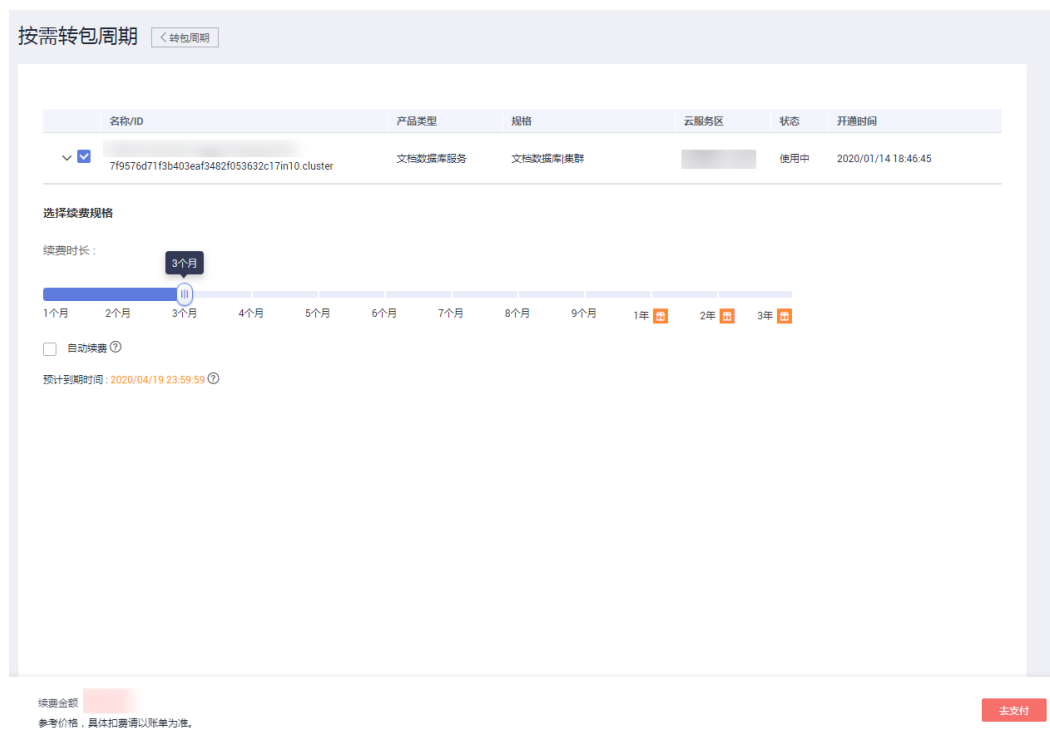 按需转包周期 < 转包周期
名称/ID 产品类型 规格 云服务区 状态 开通时间
7f9576d71f3b403eaf3482f053632c17in10.cluster 文档数据库服务 文档数据库|集群 使用中 2020/01/14 18:46:45
选择续费规格
续费时长 :
3个月
1个月 2个月 3个月 4个月 5个月 6个月 7个月 8个月 9个月 1年 2年 3年
自动续费 ?
预计到期时间 : 2020/04/19 23:59:59 ?
续费金额
参考价格，具体扣费请以账单为准。
去支付